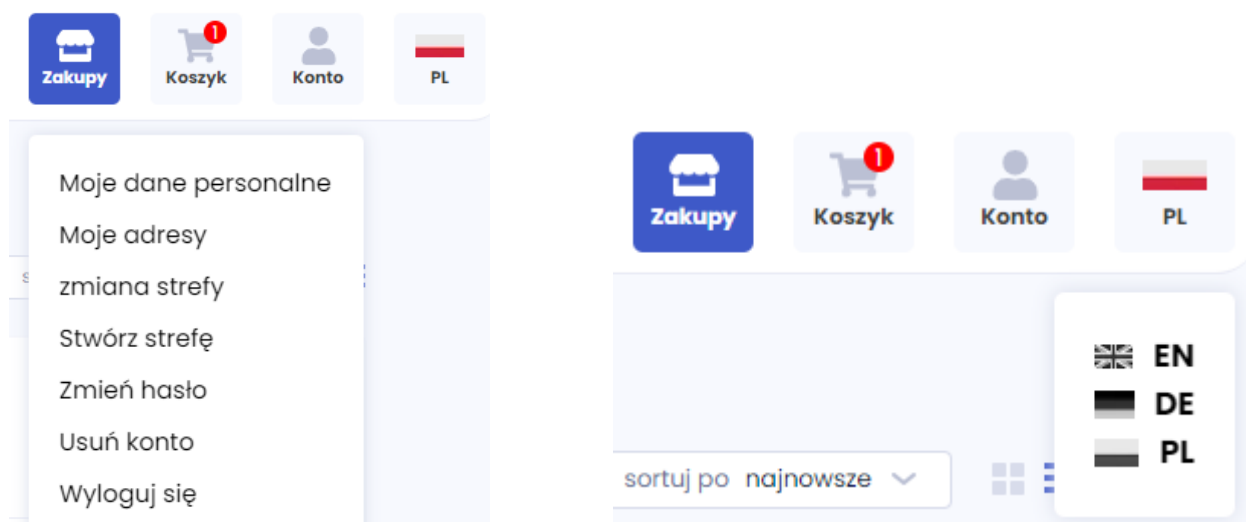 1
Zakupy Koszyk Konto PL
Moje dane personalne
Moje adresy
zmiana strefy
Stwórz strefę
Zmień hasło
Usuń konto
Wyloguj się
1
Zakupy Koszyk Konto PL
EN
DE
PL
sortuj po najnowsze